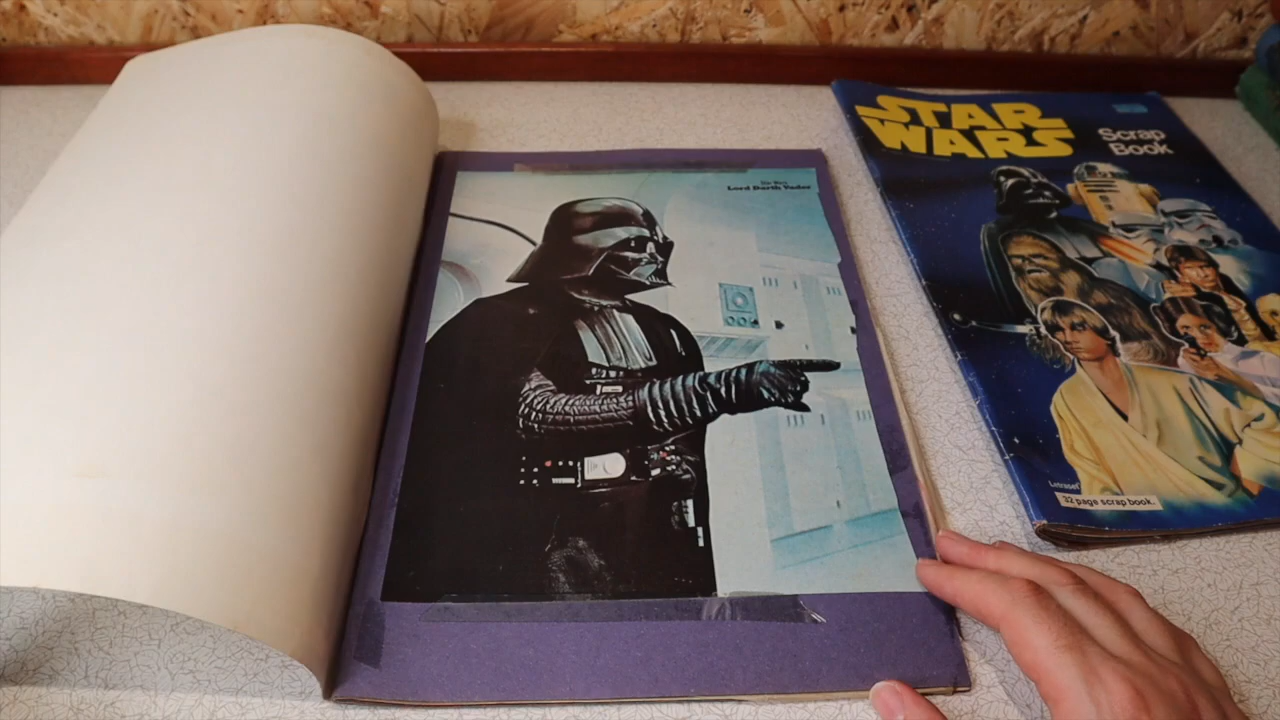 Star Wars
Lord Darth Vader
STAR
WARS
Scrap
Book
Letraset
32 page scrap book.